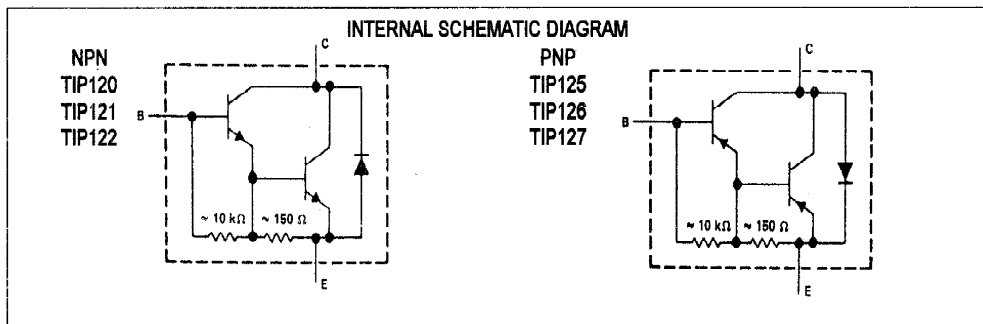 INTERNAL SCHEMATIC DIAGRAM
NPN
TIP120
TIP121
TIP122
C
B
≈ 10 kΩ ≈ 150 Ω
E
PNP
TIP125
TIP126
TIP127
C
B
≈ 10 kΩ ≈ 150 Ω
E